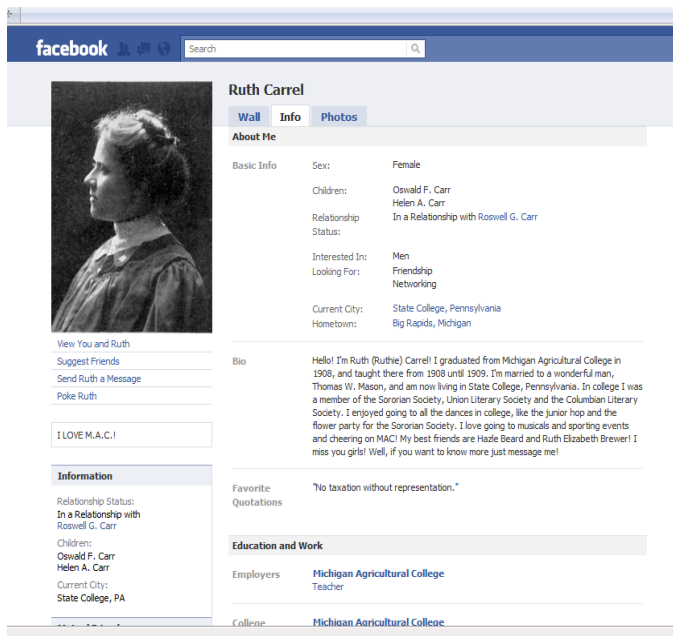 facebook
Search
Ruth Carrel
Wall Info Photos
About Me
Basic Info
Sex: Female
Children: Oswald F. Carr
Helen A. Carr
Relationship Status: In a Relationship with Roswell G. Carr
Interested In: Men
Looking For: Friendship
Networking
Current City: State College, Pennsylvania
Hometown: Big Rapids, Michigan
Bio
Hello! I'm Ruth (Ruthie) Carrel! I graduated from Michigan Agricultural College in
1908, and taught there from 1908 until 1909. I'm married to a wonderful man,
Thomas W. Mason, and am now living in State College, Pennsylvania. In college I was
a member of the Sororian Society, Union Literary Society and the Columbian Literary
Society. I enjoyed going to all the dances in college, like the junior hop and the
flower party for the Sororian Society. I love going to musicals and sporting events
and cheering on MAC! My best friends are Hazle Beard and Ruth Elizabeth Brewer! I
miss you girls! Well, if you want to know more just message me!
Favorite
Quotations
"No taxation without representation."
Education and Work
Employers
Michigan Agricultural College
Teacher
College
Michigan Agricultural College
View You and Ruth
Suggest Friends
Send Ruth a Message
Poke Ruth
I LOVE M.A.C.!
Information
Relationship Status:
In a Relationship with
Roswell G. Carr
Children:
Oswald F. Carr
Helen A. Carr
Current City:
State College, PA